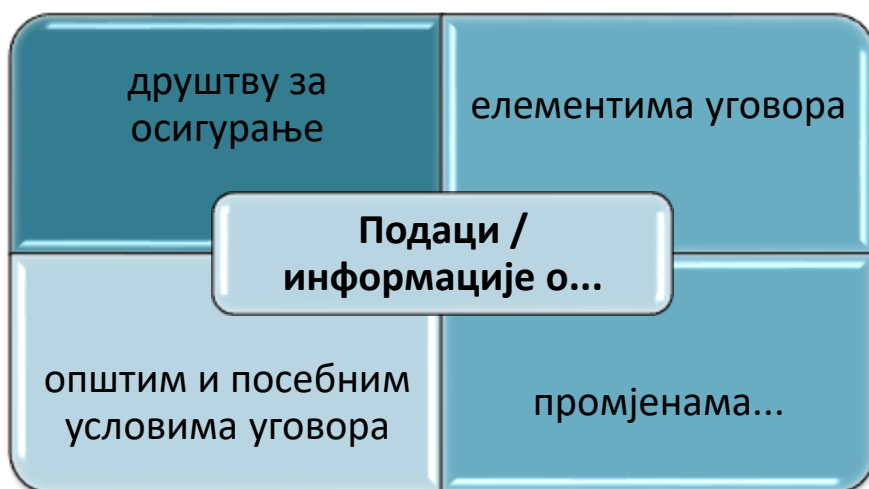 друштву за
осигурање
елементима уговора
Подаци /
информације о...
општим и посебним
условима уговора
промјенама...